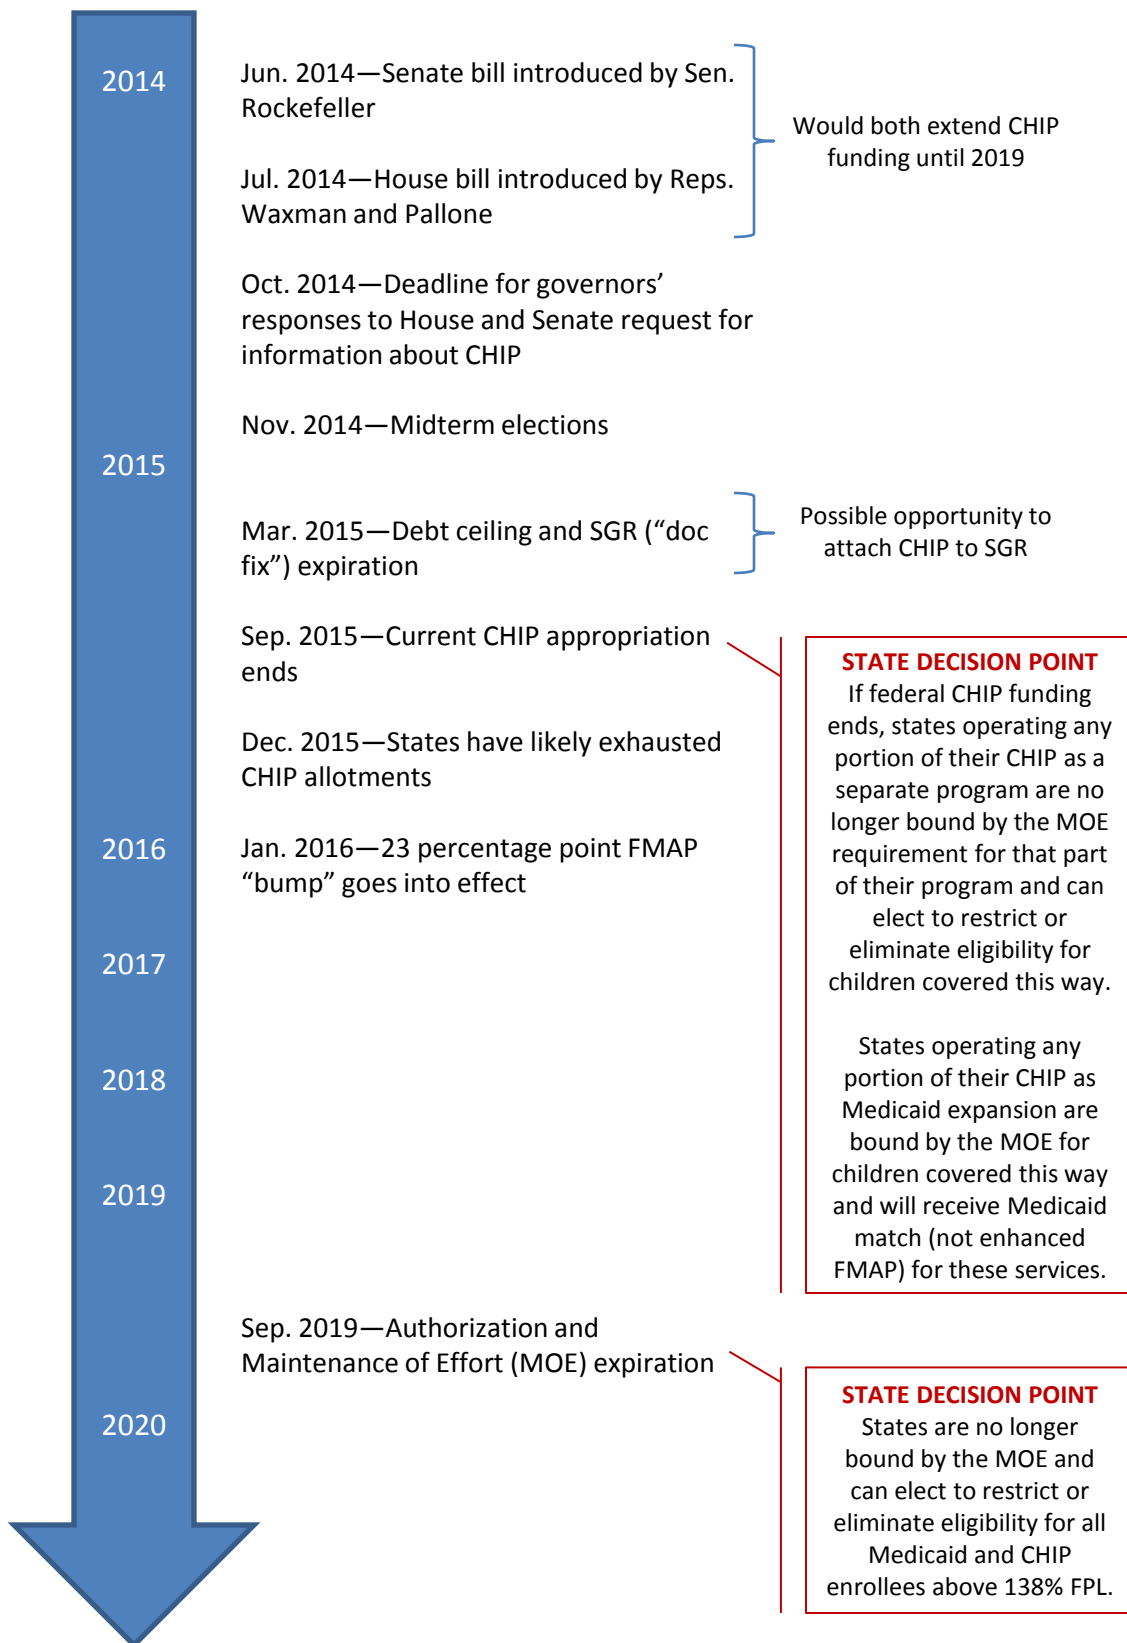 2014
Jun. 2014—Senate bill introduced by Sen.
Rockefeller
Jul. 2014—House bill introduced by Reps.
Waxman and Pallone
Would both extend CHIP
funding until 2019
Oct. 2014—Deadline for governors’
responses to House and Senate request for
information about CHIP
Nov. 2014—Midterm elections
2015
Mar. 2015—Debt ceiling and SGR (“doc
fix”) expiration
Possible opportunity to
attach CHIP to SGR
Sep. 2015—Current CHIP appropriation
ends
STATE DECISION POINT
If federal CHIP funding
ends, states operating any
portion of their CHIP as a
separate program are no
longer bound by the MOE
requirement for that part
of their program and can
elect to restrict or
eliminate eligibility for
children covered this way.
States operating any
portion of their CHIP as
Medicaid expansion are
bound by the MOE for
children covered this way
and will receive Medicaid
match (not enhanced
FMAP) for these services.
Dec. 2015—States have likely exhausted
CHIP allotments
2016
Jan. 2016—23 percentage point FMAP
“bump” goes into effect
2017
2018
2019
Sep. 2019—Authorization and
Maintenance of Effort (MOE) expiration
STATE DECISION POINT
States are no longer
bound by the MOE and
can elect to restrict or
eliminate eligibility for all
Medicaid and CHIP
enrollees above 138% FPL.
2020